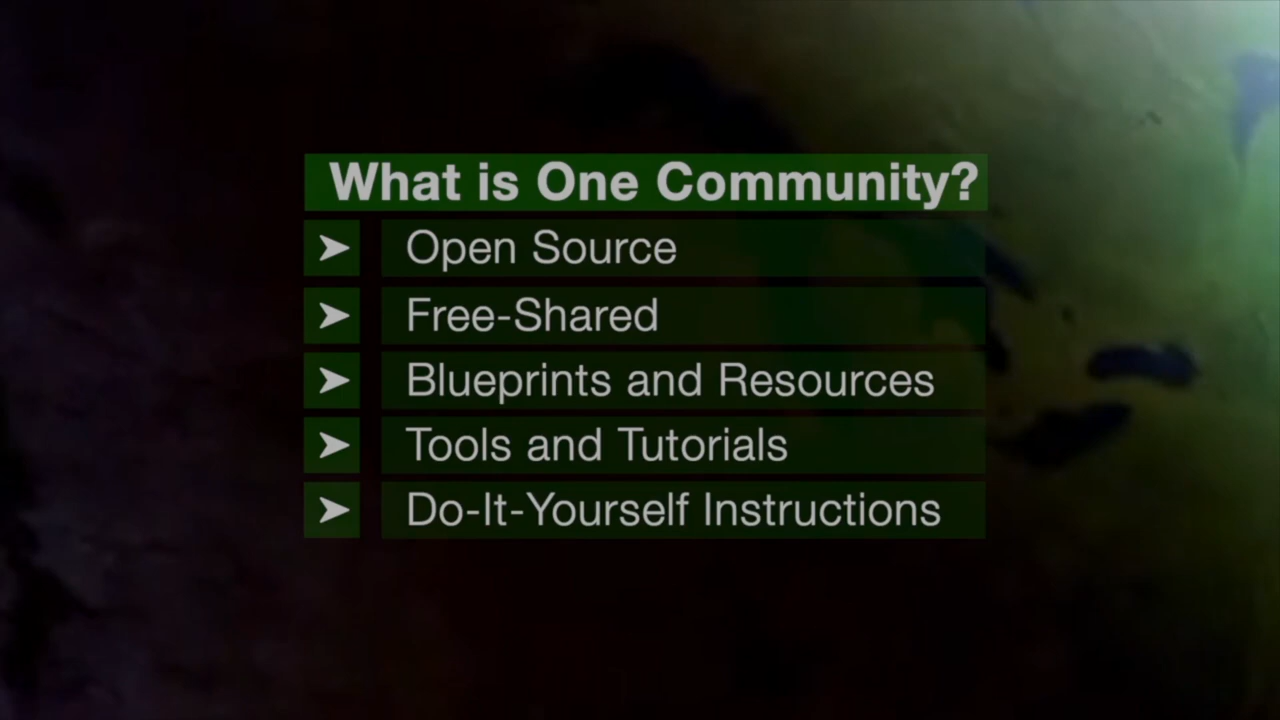 What is One Community?
➤ Open Source
➤ Free-Shared
➤ Blueprints and Resources
➤ Tools and Tutorials
➤ Do-It-Yourself Instructions